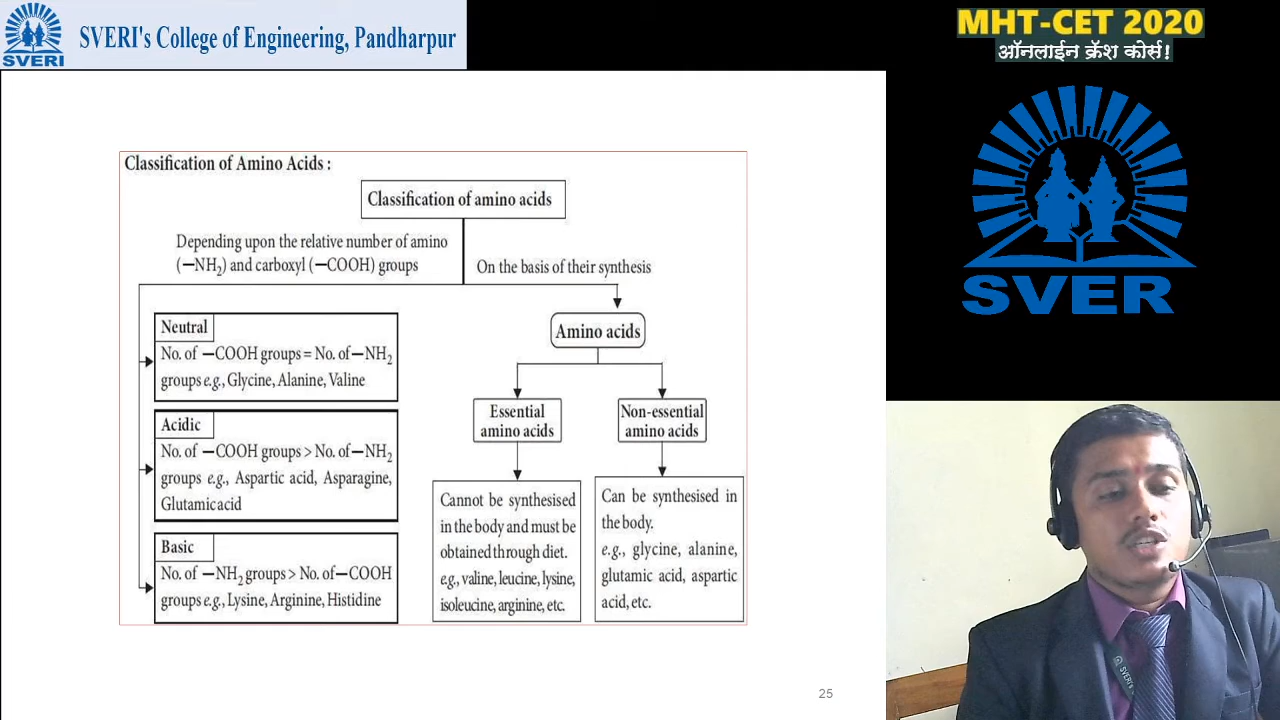 SVERI
SVERI's College of Engineering, Pandharpur
MHT-CET 2020
ऑनलाईन क्रॅश कोर्स!
SVER
Classification of Amino Acids :
Classification of amino acids
Depending upon the relative number of amino
(—NH₂) and carboxyl (—COOH) groups
On the basis of their synthesis
Neutral
No. of —COOH groups = No. of —NH₂
groups e.g., Glycine, Alanine, Valine
Acidic
No. of —COOH groups > No. of —NH₂
groups e.g., Aspartic acid, Asparagine,
Glutamic acid
Basic
No. of —NH₂ groups > No. of —COOH
groups e.g., Lysine, Arginine, Histidine
Amino acids
Essential
amino acids
Non-essential
amino acids
Cannot be synthesised
in the body and must be
obtained through diet.
e.g., valine, leucine, lysine,
isoleucine, arginine, etc.
Can be synthesised in
the body.
e.g., glycine, alanine,
glutamic acid, aspartic
acid, etc.
SVERI's
25